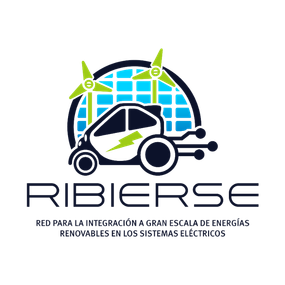 RIBIERSE
RED PARA LA INTEGRACIÓN A GRAN ESCALA DE ENERGÍAS
RENOVABLES EN LOS SISTEMAS ELÉCTRICOS